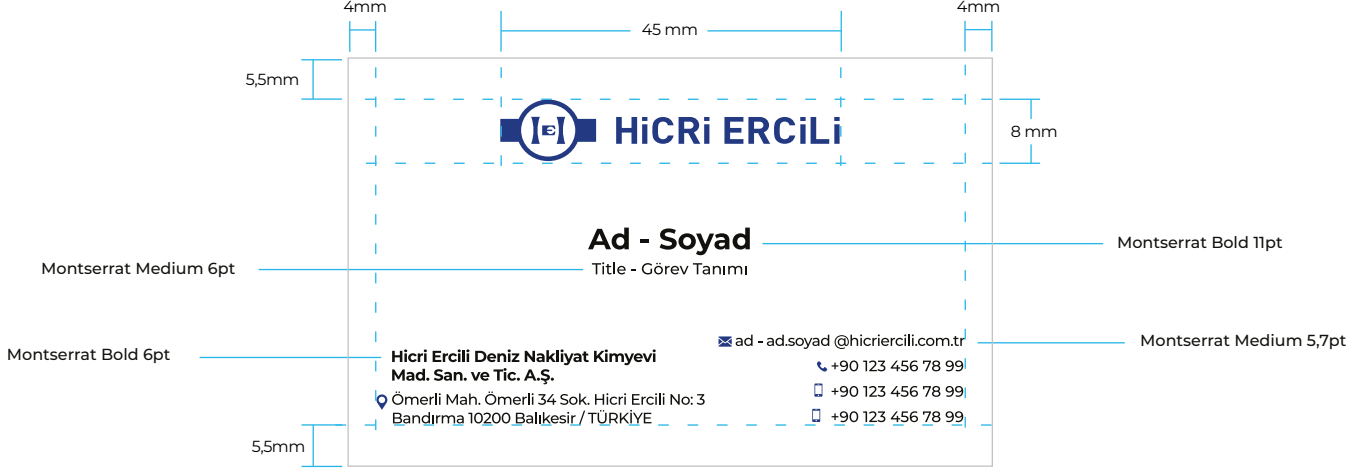 4mm
45 mm
4mm
5,5mm
HiCRi ERCiLi
8 mm
Ad - Soyad
Montserrat Bold 11pt
Montserrat Medium 6pt
Title - Görev Tanımı
ad - ad.soyad @hicriercili.com.tr
Montserrat Medium 5,7pt
Montserrat Bold 6pt
Hicri Ercili Deniz Nakliyat Kimyevi
Mad. San. ve Tic. A.Ş.
+90 123 456 78 99
Ömerli Mah. Ömerli 34 Sok. Hicri Ercili No: 3
+90 123 456 78 99
Bandırma 10200 Balıkesir / TÜRKİYE
+90 123 456 78 99
5,5mm